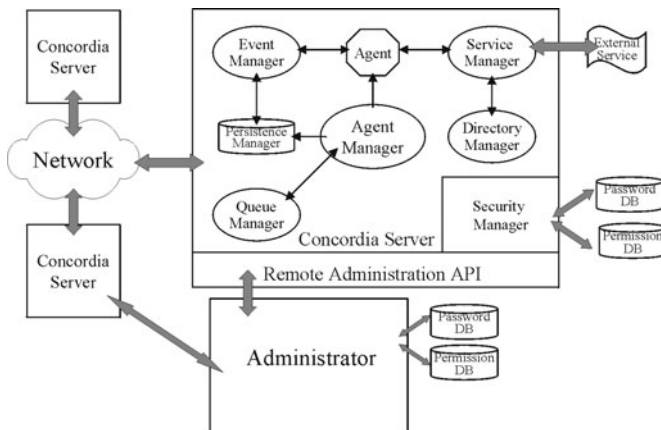 Concordia
Server
Network
Concordia
Server
Event
Manager
Agent
Service
Manager
External
Service
Persistence
Manager
Agent
Manager
Directory
Manager
Queue
Manager
Concordia Server
Security
Manager
Password
DB
Permission
DB
Remote Administration API
Administrator
Password
DB
Permission
DB